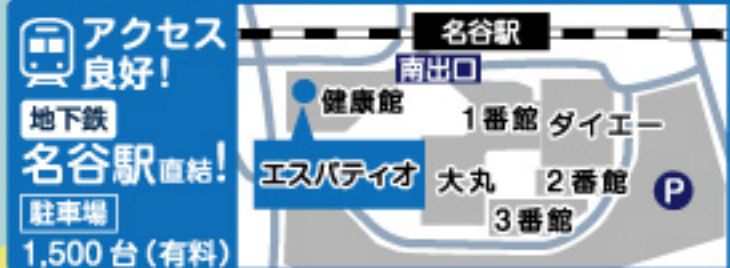 アクセス
良好!
地下鉄
名谷駅直結!
駐車場
1,500台(有料)
名谷駅
南出口
健康館
1番館
ダイエー
エスパティオ
大丸
2番館
3番館
P